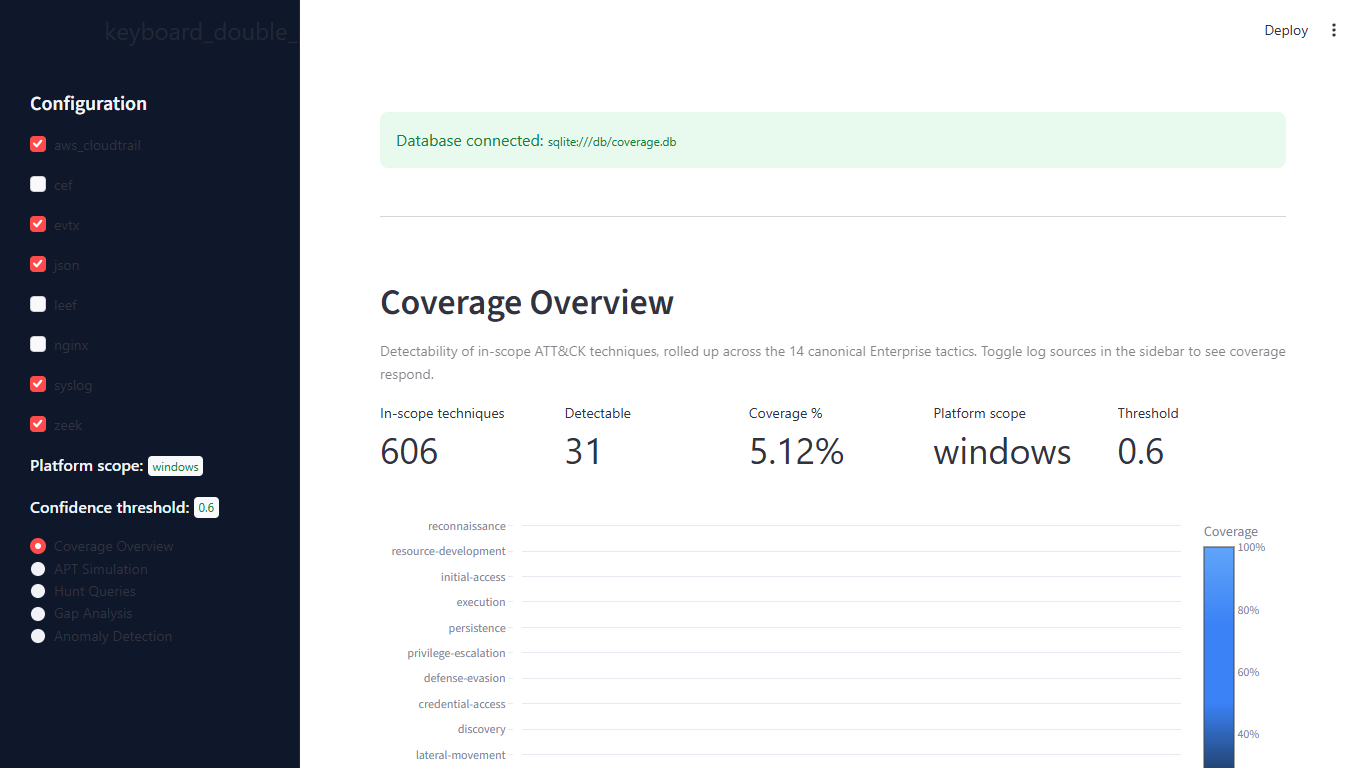 keyboard_double_
Deploy
Configuration
aws_cloudtrail
cef
evtx
json
leef
nginx
syslog
zeek
Platform scope: windows
Confidence threshold: 0.6
Coverage Overview
APT Simulation
Hunt Queries
Gap Analysis
Anomaly Detection
Database connected: sqlite:///db/coverage.db
Coverage Overview
Detectability of in-scope ATT&CK techniques, rolled up across the 14 canonical Enterprise tactics. Toggle log sources in the sidebar to see coverage
respond.
In-scope techniques
606
Detectable
31
Coverage %
5.12%
Platform scope
windows
Threshold
0.6
reconnaissance
resource-development
initial-access
execution
persistence
privilege-escalation
defense-evasion
credential-access
discovery
lateral-movement
Coverage
100%
80%
60%
40%